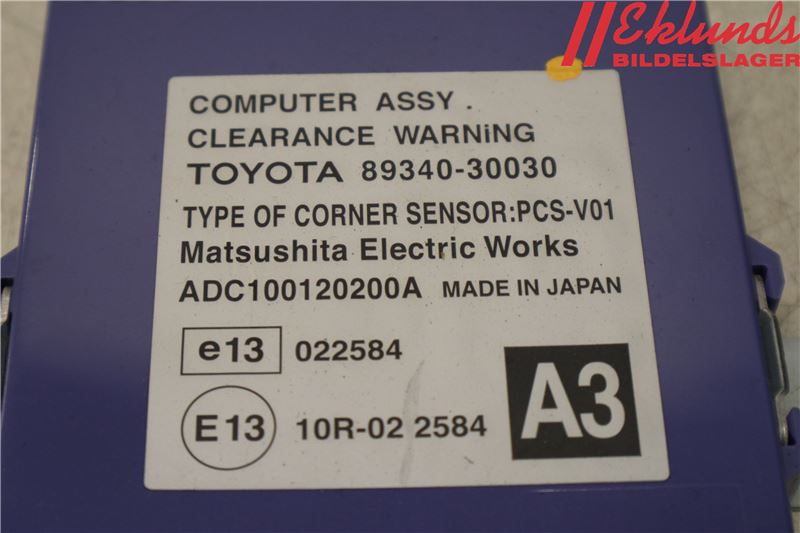 Eklunds
BILDELSLAGER
COMPUTER ASSY.
CLEARANCE WARNiNG
TOYOTA 89340-30030
TYPE OF CORNER SENSOR:PCS-V01
Matsushita Electric Works
ADC100120200A MADE IN JAPAN
e13 022584
E13 10R-02 2584
A3